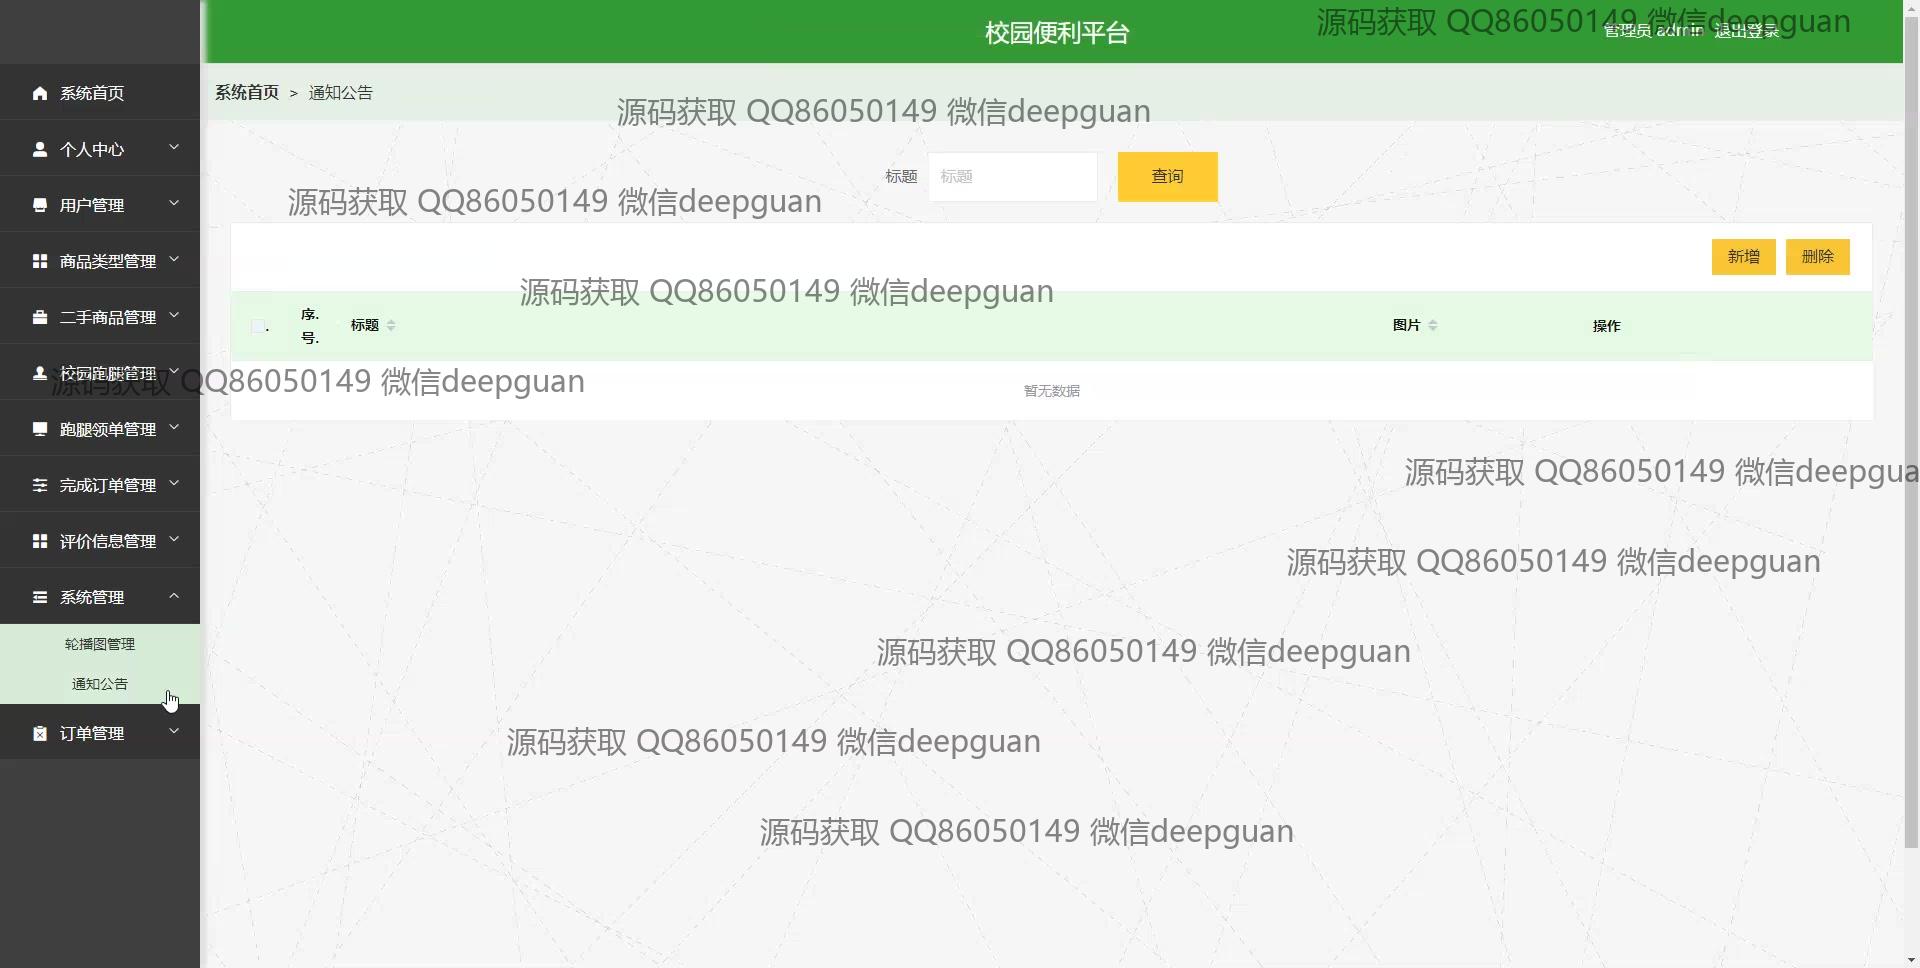 校园便利平台
源码获取 QQ86050149 微信deepguan
管理员 admin 退出登录
系统首页
系统首页 > 通知公告
源码获取 QQ86050149 微信deepguan
个人中心
标题 标题 查询
用户管理
源码获取 QQ86050149 微信deepguan
商品类型管理
新增 删除
源码获取 QQ86050149 微信deepguan
二手商品管理
序.号. 标题 图片 操作
校园跑腿管理
源码获取 QQ86050149 微信deepguan
暂无数据
跑腿领单管理
源码获取 QQ86050149 微信deepgua
完成订单管理
评价信息管理
源码获取 QQ86050149 微信deepguan
系统管理
轮播图管理
源码获取 QQ86050149 微信deepguan
通知公告
订单管理
源码获取 QQ86050149 微信deepguan
源码获取 QQ86050149 微信deepguan